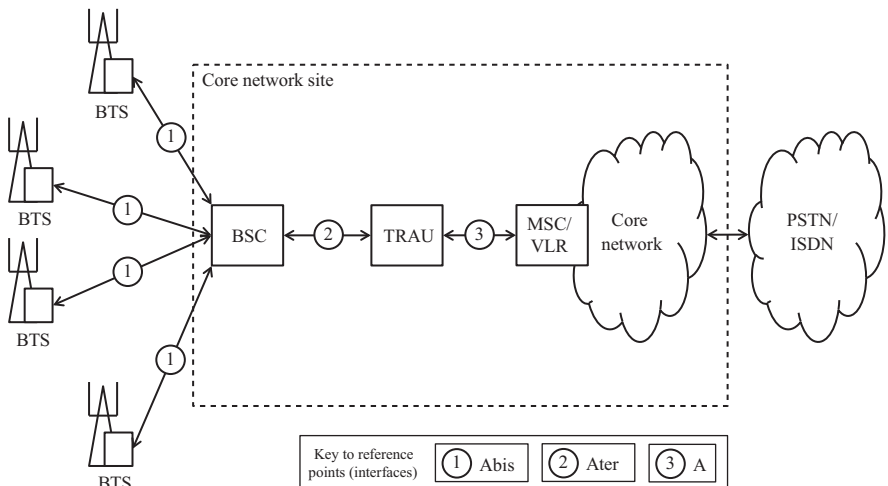 BTS
Core network site
1
BTS
1
BTS
1
BTS
1
BSC
2
TRAU
3
MSC/
VLR
Core
network
PSTN/
ISDN
Key to reference
points (interfaces)
1 Abis
2 Ater
3 A